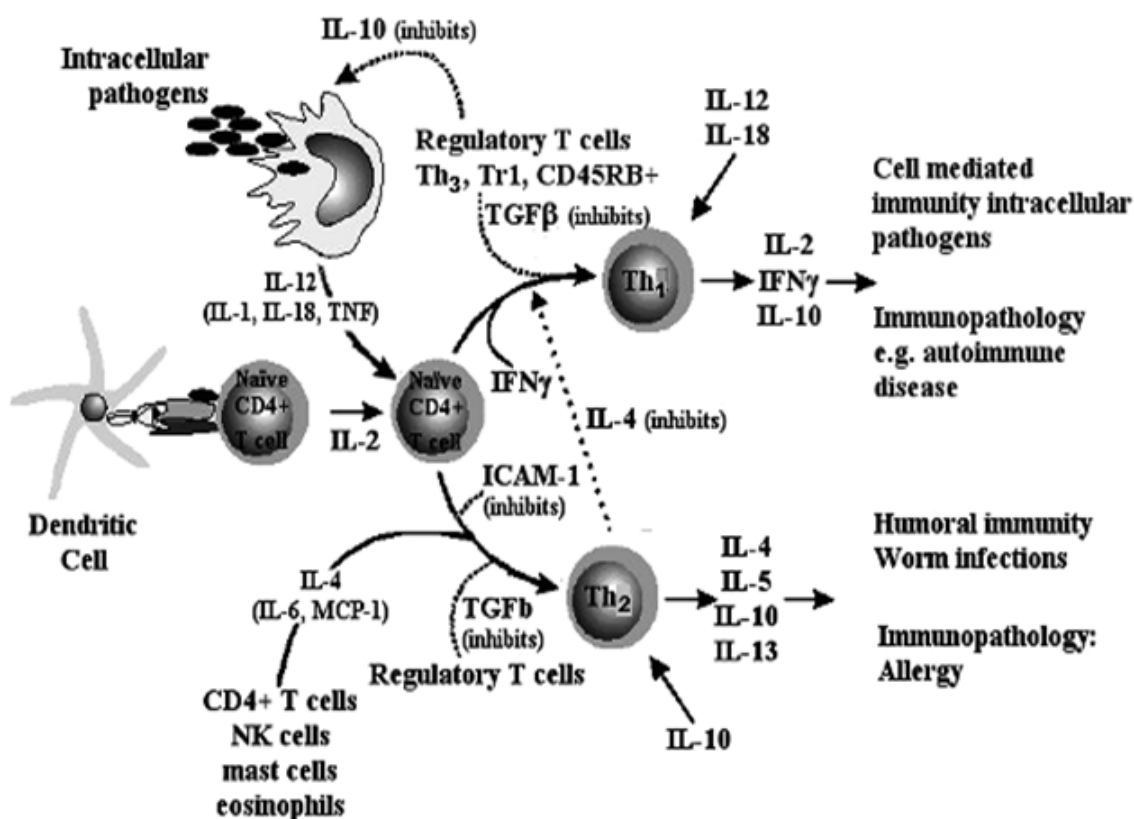 IL-10 (inhibits)
Intracellular
pathogens
IL-12
IL-18
Regulatory T cells
Th3, Tr1, CD45RB+
TGFβ (inhibits)
Cell mediated
immunity intracellular
pathogens
Th1
IL-2
IFNγ
IL-10
Immunopathology
e.g. autoimmune
disease
IL-12
(IL-1, IL-18, TNF)
IFNγ
Naïve
CD4+
T cell
IL-2
Naïve
CD4+
T cell
IL-4 (inhibits)
ICAM-1
(inhibits)
Dendritic
Cell
Humoral immunity
Worm infections
IL-4
(IL-6, MCP-1)
TGFb
(inhibits)
Regulatory T cells
Th2
IL-4
IL-5
IL-10
IL-13
Immunopathology:
Allergy
CD4+ T cells
NK cells
mast cells
eosinophils
IL-10